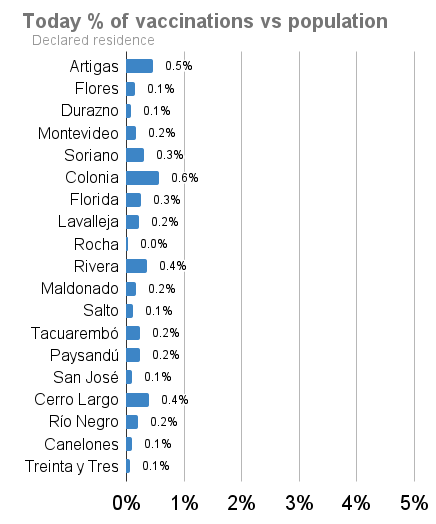 Today % of vaccinations vs population
Declared residence
Artigas 0.5%
Flores 0.1%
Durazno 0.1%
Montevideo 0.2%
Soriano 0.3%
Colonia 0.6%
Florida 0.3%
Lavalleja 0.2%
Rocha 0.0%
Rivera 0.4%
Maldonado 0.2%
Salto 0.1%
Tacuarembó 0.2%
Paysandú 0.2%
San José 0.1%
Cerro Largo 0.4%
Río Negro 0.2%
Canelones 0.1%
Treinta y Tres 0.1%
0% 1% 2% 3% 4% 5%